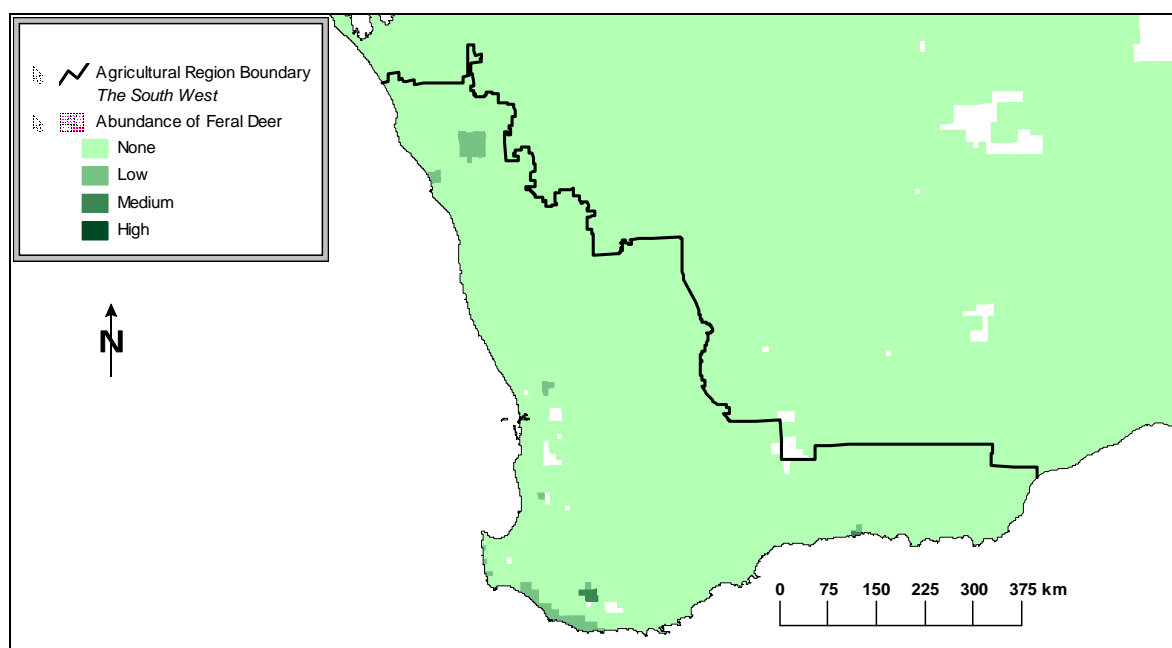 Agricultural Region Boundary
The South West
Abundance of Feral Deer
None
Low
Medium
High
N
0 75 150 225 300 375 km